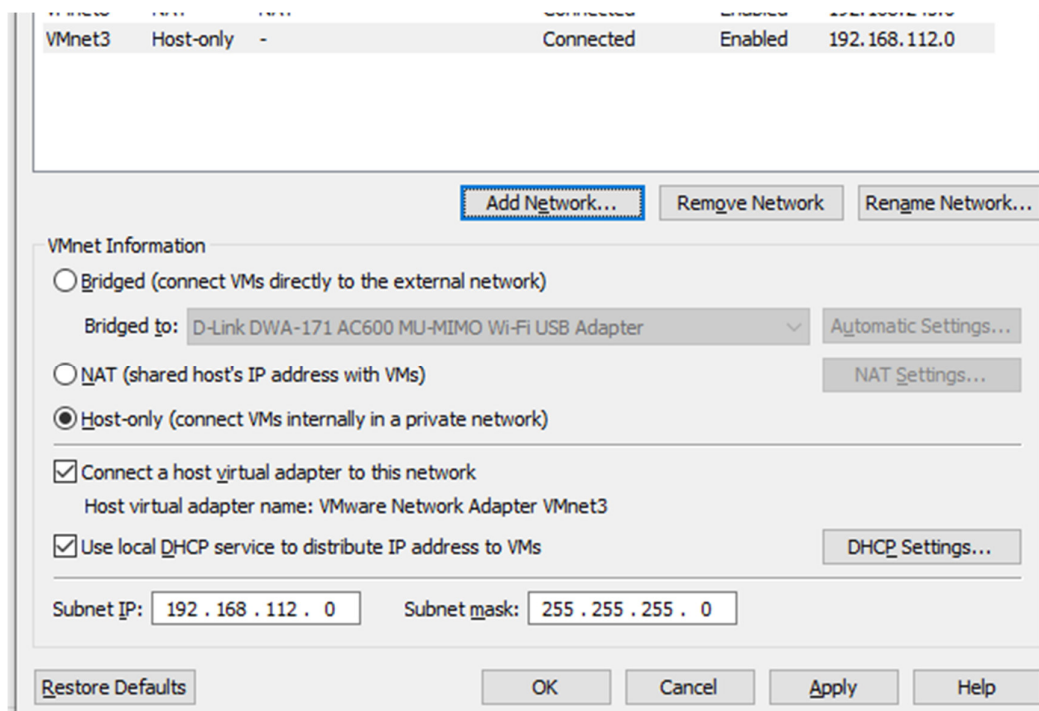 VMnet3 Host-only - Connected Enabled 192.168.112.0
Add Network... Remove Network Rename Network...
VMnet Information
Bridged (connect VMs directly to the external network)
Bridged to: D-Link DWA-171 AC600 MU-MIMO Wi-Fi USB Adapter Automatic Settings...
NAT (shared host's IP address with VMs) NAT Settings...
Host-only (connect VMs internally in a private network)
Connect a host virtual adapter to this network
Host virtual adapter name: VMware Network Adapter VMnet3
Use local DHCP service to distribute IP address to VMs DHCP Settings...
Subnet IP: 192 . 168 . 112 . 0 Subnet mask: 255 . 255 . 255 . 0
Restore Defaults OK Cancel Apply Help